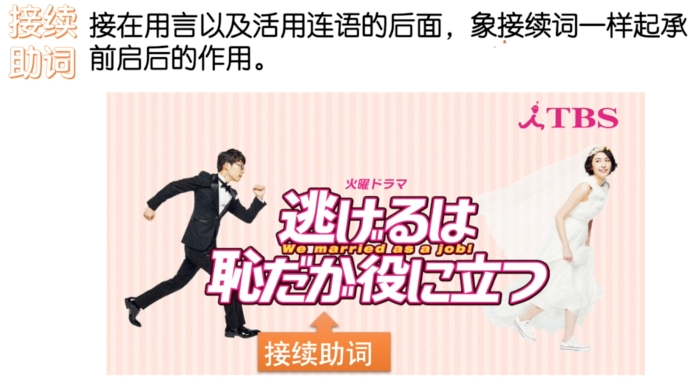 接续
助词
接在用言以及活用连语的后面，象接续词一样起承
前启后的作用。
TBS
火曜ドラマ
逃げるは
We married as a job!
恥だが役に立つ
接续助词